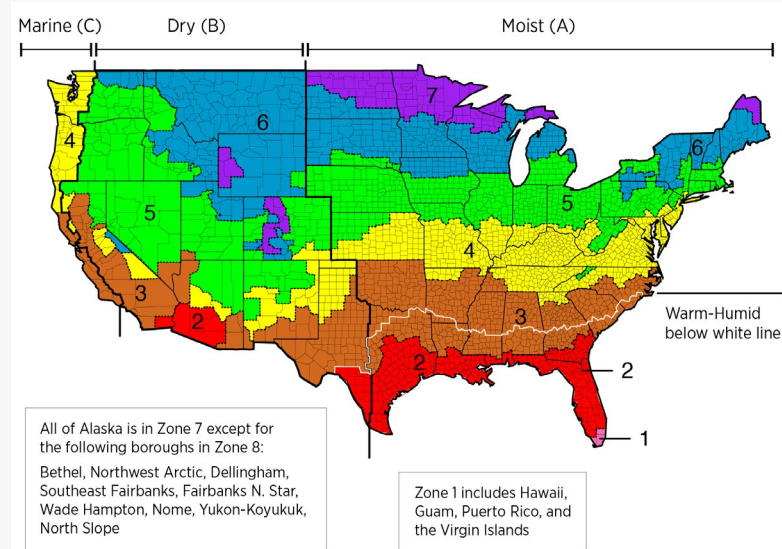 Marine (C)
Dry (B)
Moist (A)
7
6
4
6
5
5
4
3
3
2
2
2
1
Warm-Humid
below white line
All of Alaska is in Zone 7 except for
the following boroughs in Zone 8:
Bethel, Northwest Arctic, Dellingham,
Southeast Fairbanks, Fairbanks N. Star,
Wade Hampton, Nome, Yukon-Koyukuk,
North Slope
Zone 1 includes Hawaii,
Guam, Puerto Rico, and
the Virgin Islands